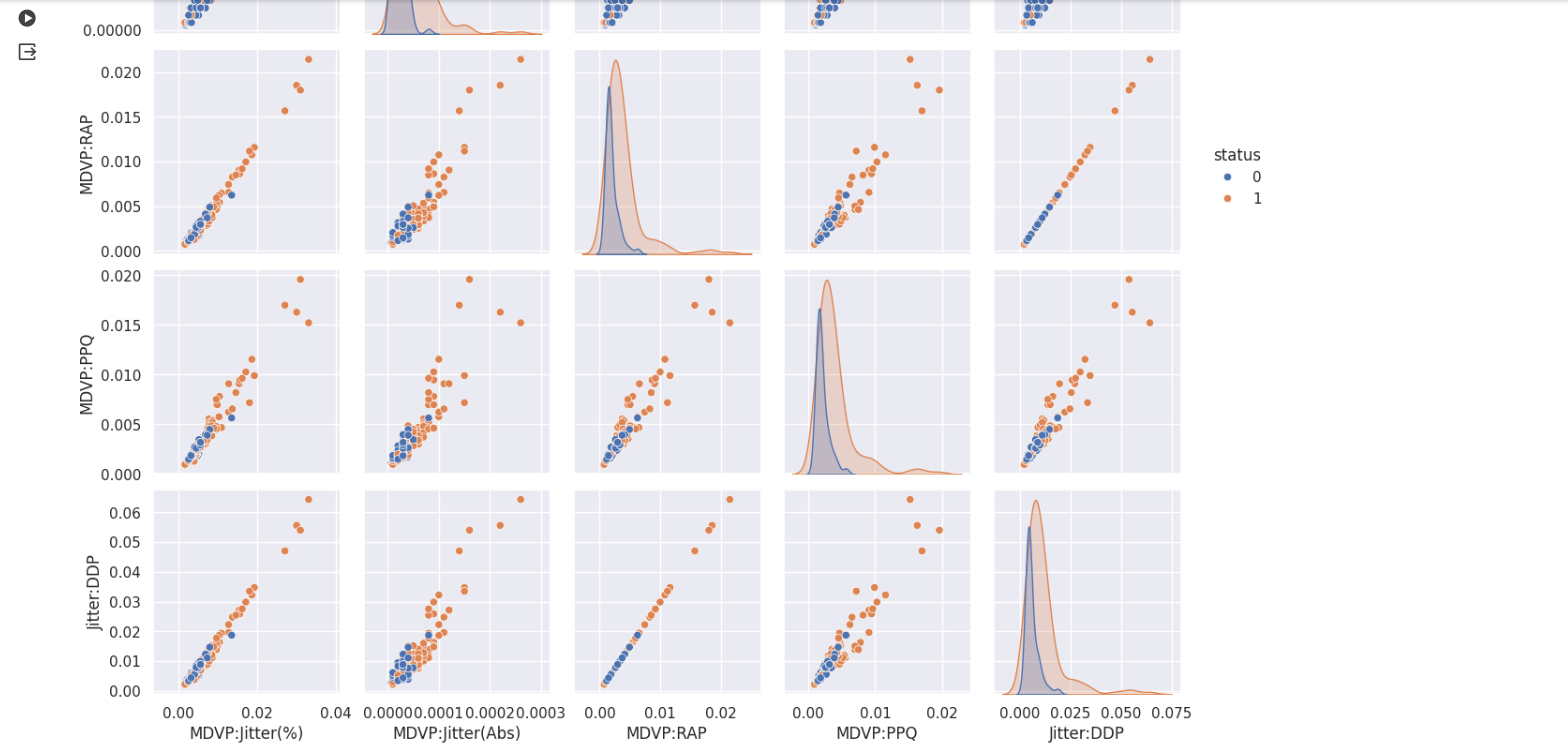 0.00000
0.020
0.015
0.010
0.005
0.000
MDVP:RAP
status
0
1
0.020
0.015
0.010
0.005
0.000
MDVP:PPQ
0.06
0.05
0.04
0.03
0.02
0.01
0.00
Jitter:DDP
0.00 0.02 0.04
0.0000 0.0001 0.0002 0.0003
0.00 0.01 0.02
0.00 0.01 0.02
0.000 0.025 0.050 0.075
MDVP:Jitter(%)
MDVP:Jitter(Abs)
MDVP:RAP
MDVP:PPQ
Jitter:DDP